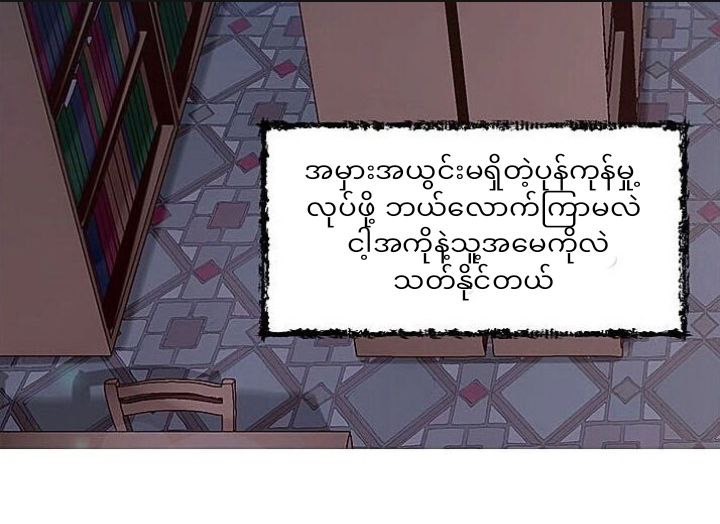 အမှားအယွင်းမရှိတဲ့ပုန်ကုန်မှု့
လုပ်ဖို့ ဘယ်လောက်ကြာမလဲ
ငါ့အကိုနဲ့သူ့အမေကိုလဲ
သတ်နိုင်တယ်